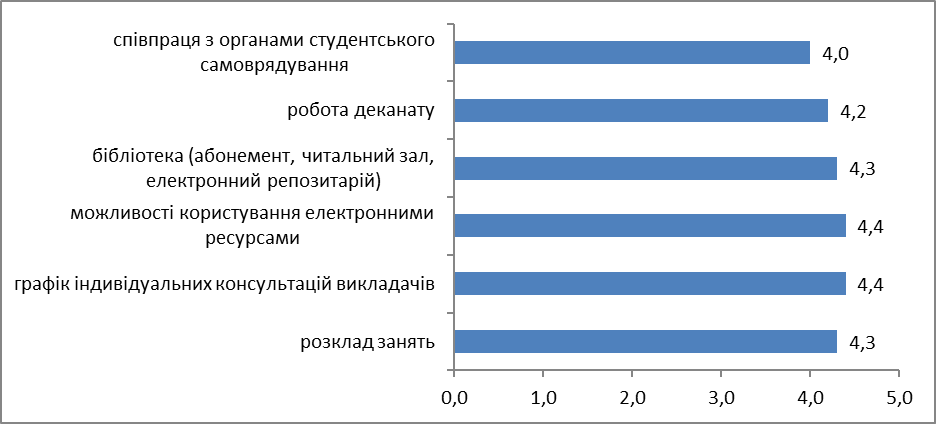 співпраця з органами студентського
самоврядування
4,0
робота деканату
4,2
бібліотека (абонемент, читальний зал,
електронний репозитарій)
4,3
можливості користування електронними
ресурсами
4,4
графік індивідуальних консультацій викладачів
4,4
розклад занять
4,3
0,0 1,0 2,0 3,0 4,0 5,0